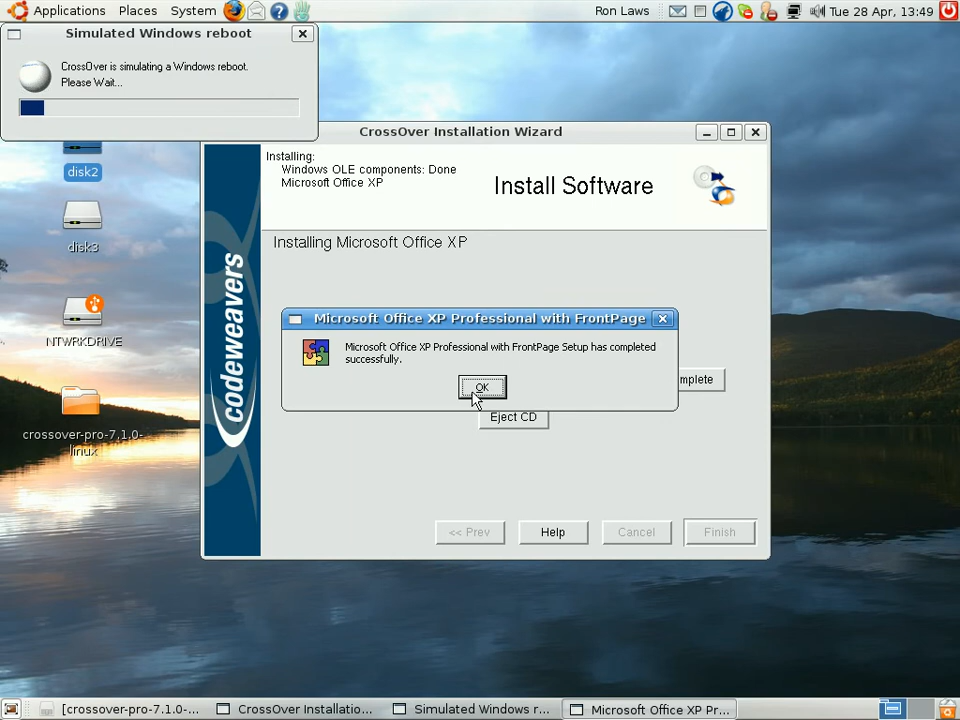 Applications Places System Ron Laws Tue 28 Apr, 13:49
Simulated Windows reboot
CrossOver is simulating a Windows reboot.
Please Wait...
disk2
disk3
NTWRKDRIVE
crossover-pro-7.1.0-
linux
CrossOver Installation Wizard
Installing:
Windows OLE components: Done
Microsoft Office XP
Install Software
codeweavers
Installing Microsoft Office XP
Microsoft Office XP Professional with FrontPage
Microsoft Office XP Professional with FrontPage Setup has completed
successfully.
OK
mplete
Eject CD
<< Prev Help Cancel Finish
[crossover-pro-7.1.0-... CrossOver Installatio... Simulated Windows r... Microsoft Office XP Pr...